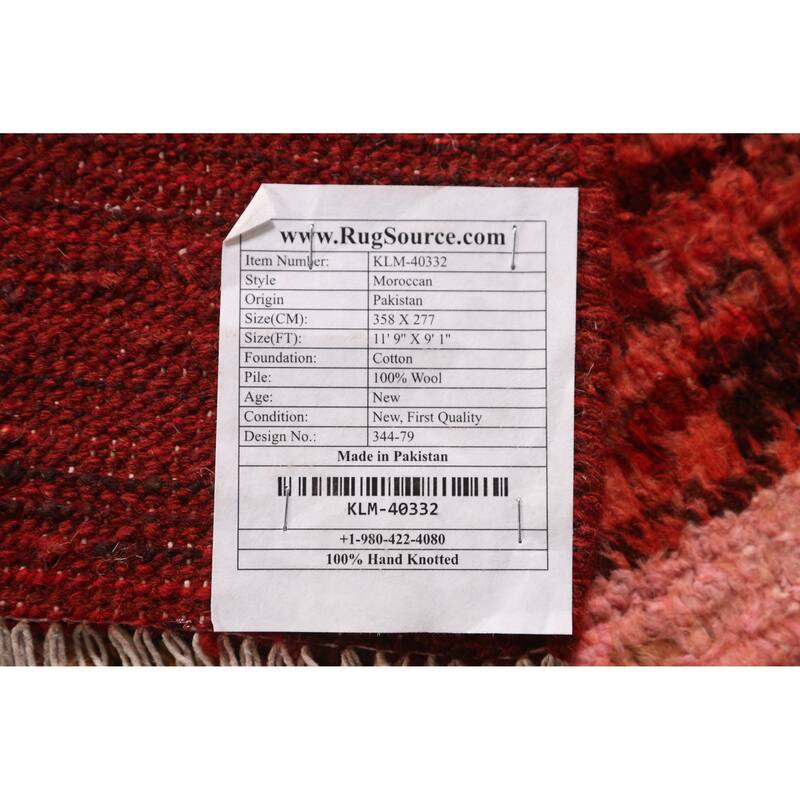 www.RugSource.com
Item Number: KLM-40332
Style Moroccan
Origin Pakistan
Size(CM): 358 X 277
Size(FT): 11' 9" X 9' 1"
Foundation: Cotton
Pile: 100% Wool
Age: New
Condition: New, First Quality
Design No.: 344-79
Made in Pakistan
KLM-40332
+1-980-422-4080
100% Hand Knotted